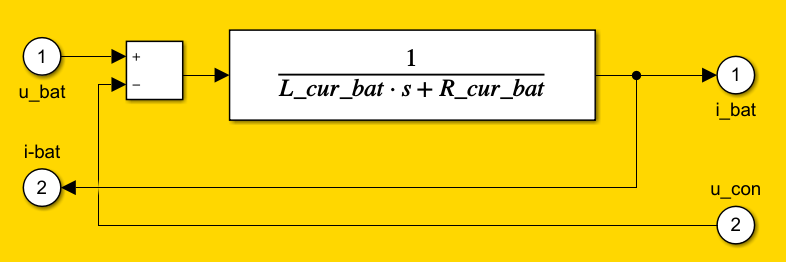 1
u_bat
+
−
1
L_cur_bat · s + R_cur_bat
1
i_bat
i-bat
2
u_con
2